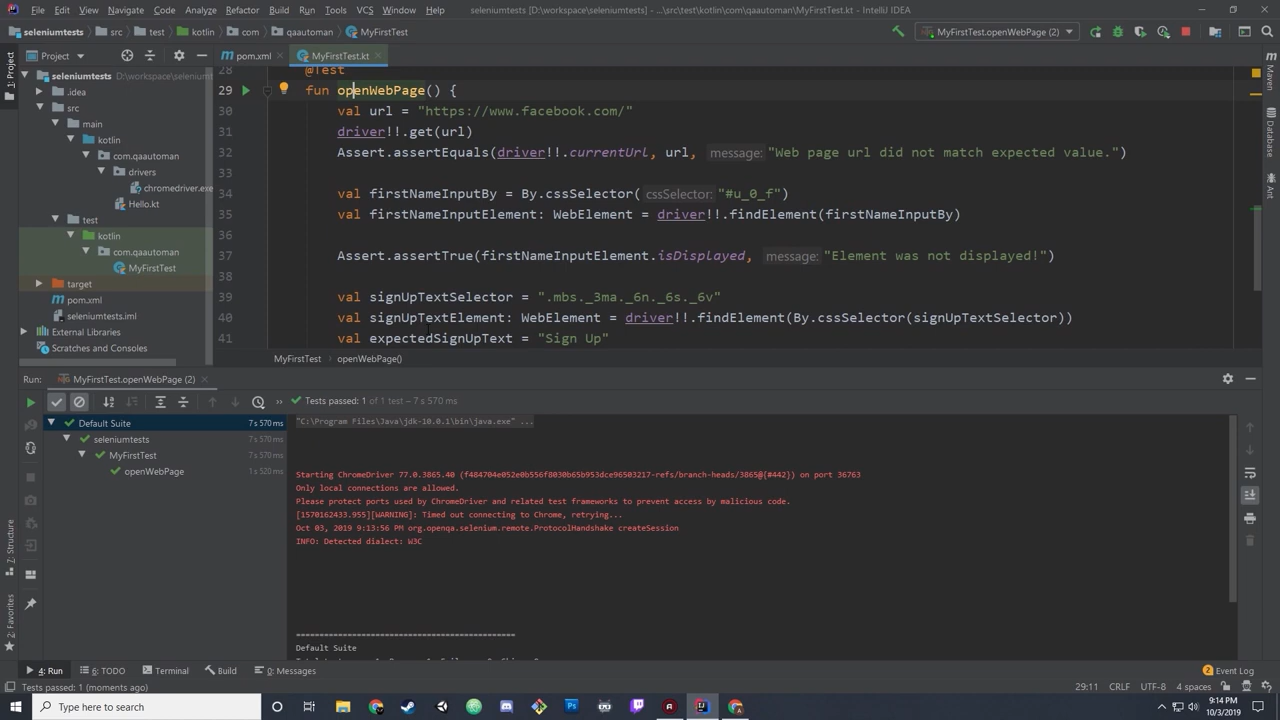 File Edit View Navigate Code Analyze Refactor Build Run Tools VCS Window Help seleniumtests [D:\workspace\seleniumtests] - ...\src\test\kotlin\com\qaautoman\MyFirstTest.kt - IntelliJ IDEA
seleniumtests src test kotlin com qaautoman MyFirstTest MyFirstTest.openWebPage (2)
Project pom.xml MyFirstTest.kt
1: Project
seleniumtests D:\workspace\seleniumt
.idea
src
main
kotlin
com.qaautoman
drivers
chromedriver.exe
Hello.kt
test
kotlin
com.qaautoman
MyFirstTest
target
pom.xml
seleniumtests.iml
External Libraries
Scratches and Consoles
28 @Test
29 fun openWebPage() {
30 val url = "https://www.facebook.com/"
31 driver!!.get(url)
32 Assert.assertEquals(driver!!.currentUrl, url, message: "Web page url did not match expected value.")
33
34 val firstNameInputBy = By.cssSelector( cssSelector: "#u_0_f")
35 val firstNameInputElement: WebElement = driver!!.findElement(firstNameInputBy)
36
37 Assert.assertTrue(firstNameInputElement.isDisplayed, message: "Element was not displayed!")
38
39 val signUpTextSelector = ".mbs._3ma._6n._6s._6v"
40 val signUpTextElement: WebElement = driver!!.findElement(By.cssSelector(signUpTextSelector))
41 val expectedSignUpText = "Sign Up"
MyFirstTest openWebPage()
Maven
Database
Ant
Run: MyFirstTest.openWebPage (2)
Tests passed: 1 of 1 test – 7 s 570 ms
Default Suite 7 s 570 ms
seleniumtests 7 s 570 ms
MyFirstTest 7 s 570 ms
openWebPage 1 s 520 ms
"C:\Program Files\Java\jdk-10.0.1\bin\java.exe" ...
Starting ChromeDriver 77.0.3865.40 (f484704e052e0b556f8030b65b953dce96503217-refs/branch-heads/3865@{#442}) on port 36763
Only local connections are allowed.
Please protect ports used by ChromeDriver and related test frameworks to prevent access by malicious code.
[1570162433.955][WARNING]: Timed out connecting to Chrome, retrying...
Oct 03, 2019 9:13:56 PM org.openqa.selenium.remote.ProtocolHandshake createSession
INFO: Detected dialect: W3C
===============================================
Default Suite
7: Structure
2: Favorites
4: Run 6: TODO Terminal Build 0: Messages Event Log
Tests passed: 1 (moments ago) 29:11 CRLF UTF-8 4 spaces
Type here to search
9:14 PM
10/3/2019